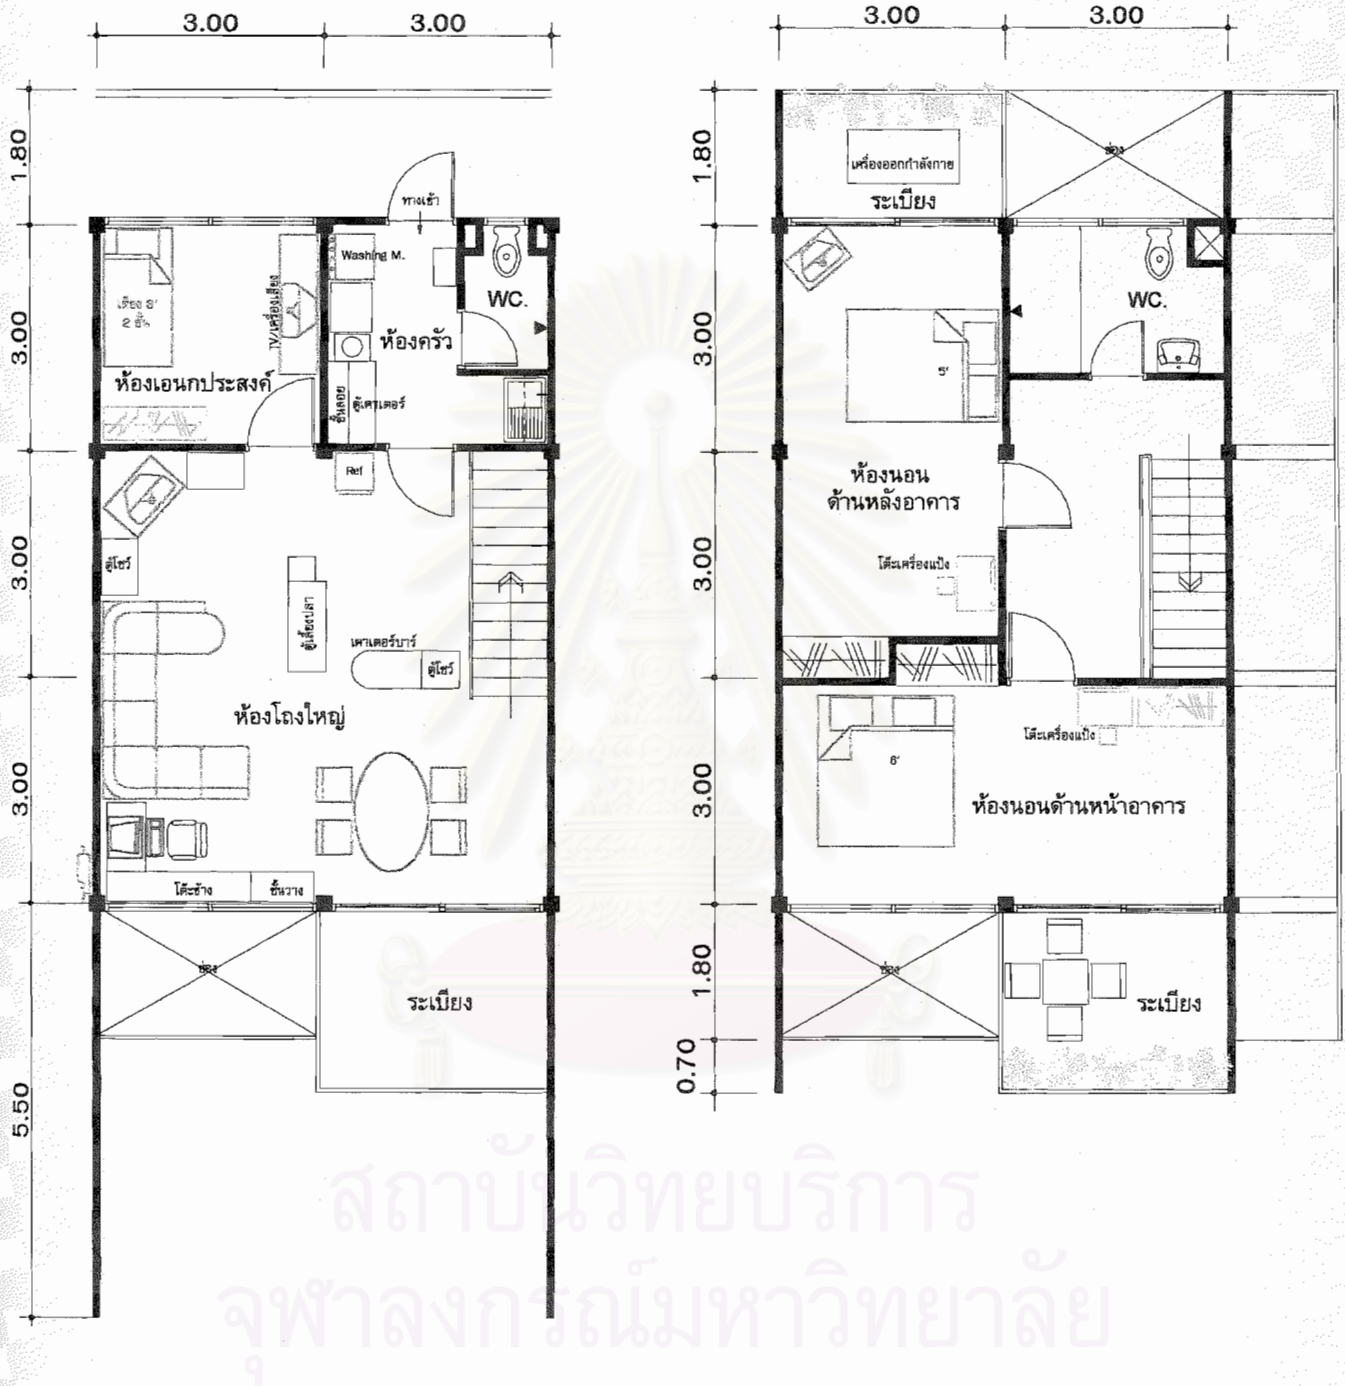 3.00 3.00
1.80
3.00
3.00
3.00
5.50
ทางเข้า
Washing M.
WC.
เตียง 3'
2 ชั้น
TV/เครื่องเสียง
ห้องครัว
ห้องเอนกประสงค์
ชั้นลอย
ตู้เคาเตอร์
Ref
ตู้โชว์
ตู้เลี้ยงปลา
เคาเตอร์บาร์
ตู้โชว์
ห้องโถงใหญ่
โต๊ะข้าง
ชั้นวาง
ช่อง
ระเบียง
3.00 3.00
1.80
3.00
3.00
3.00
1.80
0.70
เครื่องออกกำลังกาย
ระเบียง
ช่อง
WC.
5'
ห้องนอน
ด้านหลังอาคาร
โต๊ะเครื่องแป้ง
โต๊ะเครื่องแป้ง
6'
ห้องนอนด้านหน้าอาคาร
ช่อง
ระเบียง
สถาบันวิทยบริการ
จุฬาลงกรณ์มหาวิทยาลัย